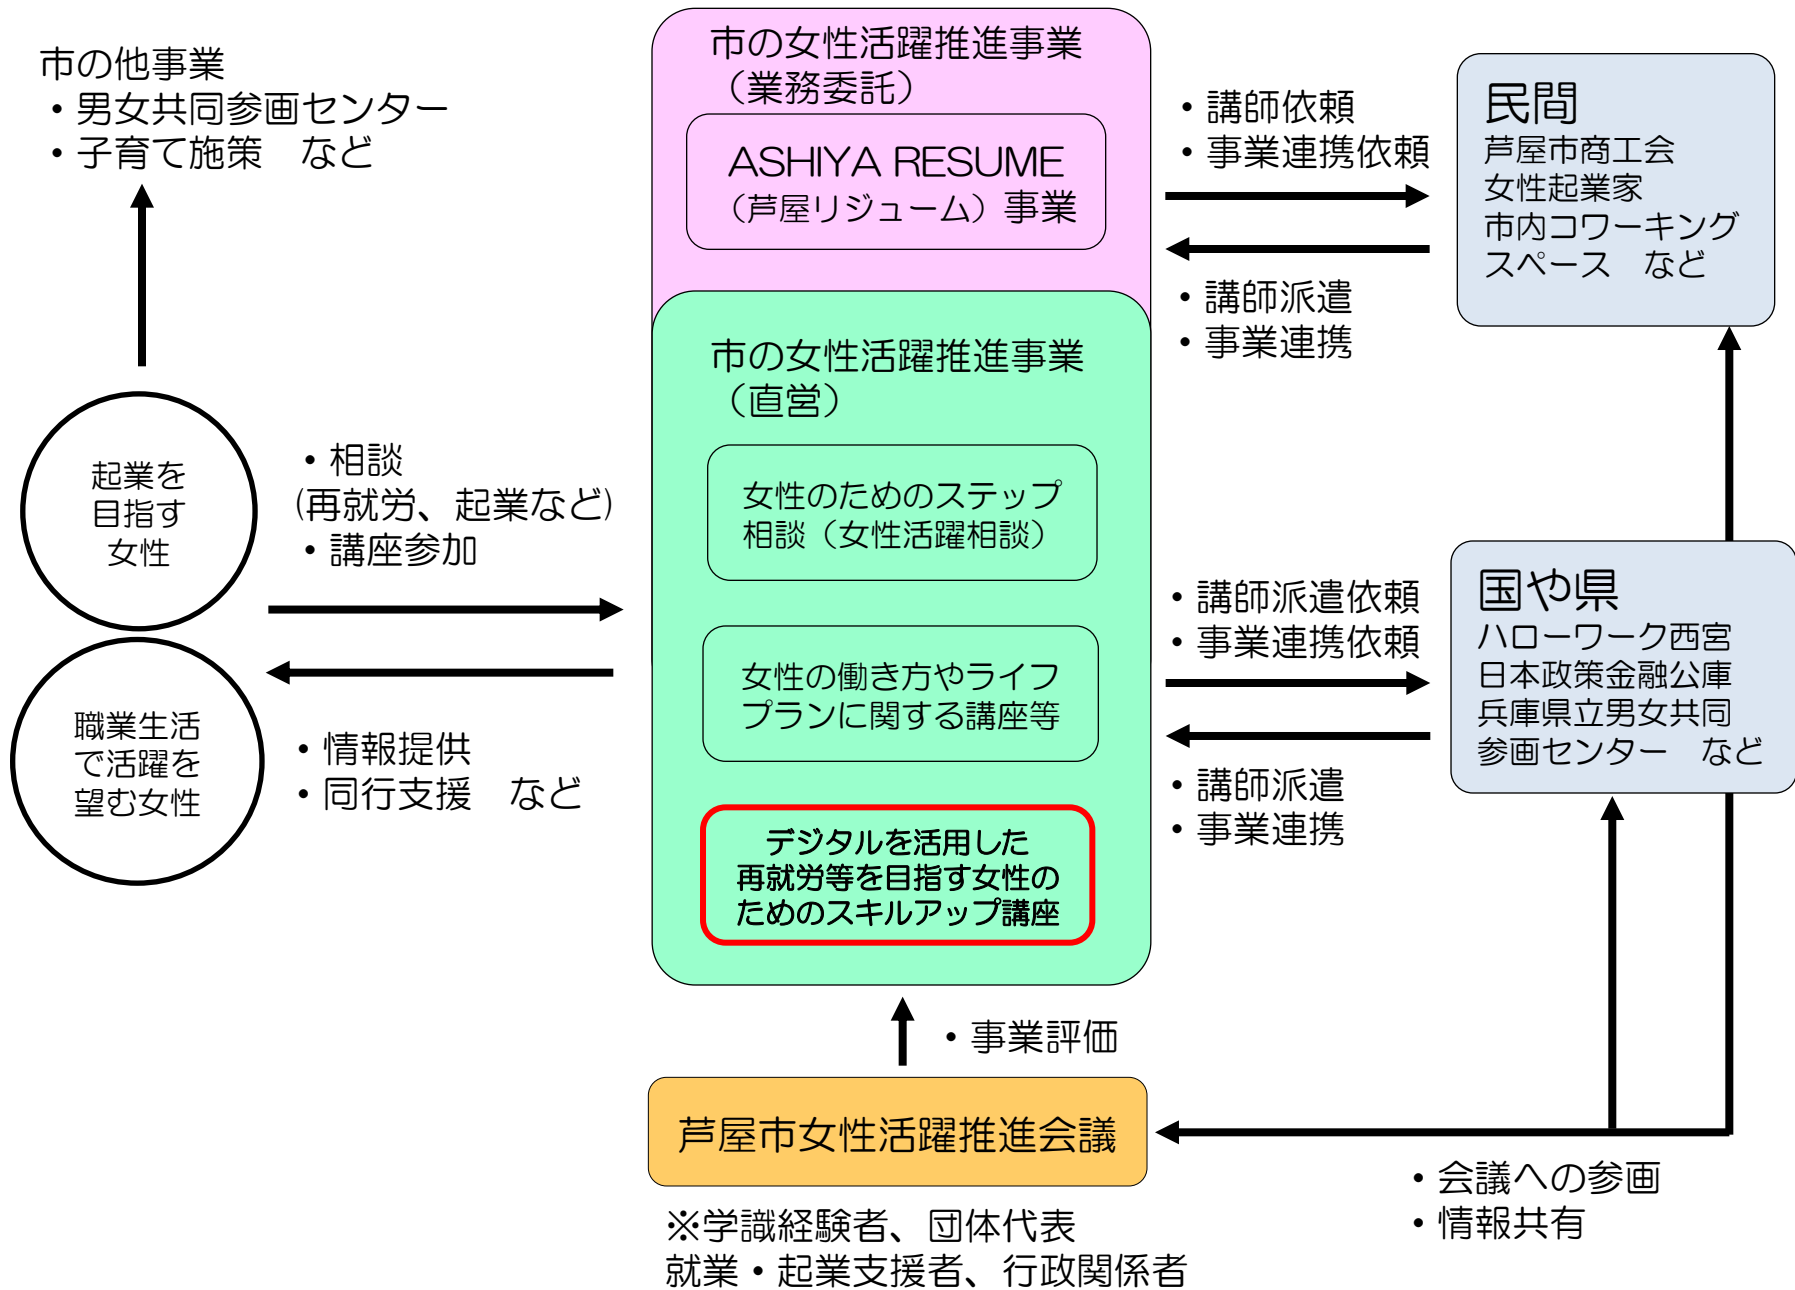 市の他事業
・男女共同参画センター
・子育て施策　など
起業を
目指す
女性
職業生活
で活躍を
望む女性
・相談
(再就労、起業など)
・講座参加
・情報提供
・同行支援　など
市の女性活躍推進事業
（業務委託）
ASHIYA RESUME
（芦屋リジューム）事業
市の女性活躍推進事業
（直営）
女性のためのステップ
相談（女性活躍相談）
女性の働き方やライフ
プランに関する講座等
デジタルを活用した
再就労等を目指す女性の
ためのスキルアップ講座
・事業評価
芦屋市女性活躍推進会議
※学識経験者、団体代表
就業・起業支援者、行政関係者
・講師依頼
・事業連携依頼
・講師派遣
・事業連携
民間
芦屋市商工会
女性起業家
市内コワーキング
スペース　など
・講師派遣依頼
・事業連携依頼
・講師派遣
・事業連携
国や県
ハローワーク西宮
日本政策金融公庫
兵庫県立男女共同
参画センター　など
・会議への参画
・情報共有